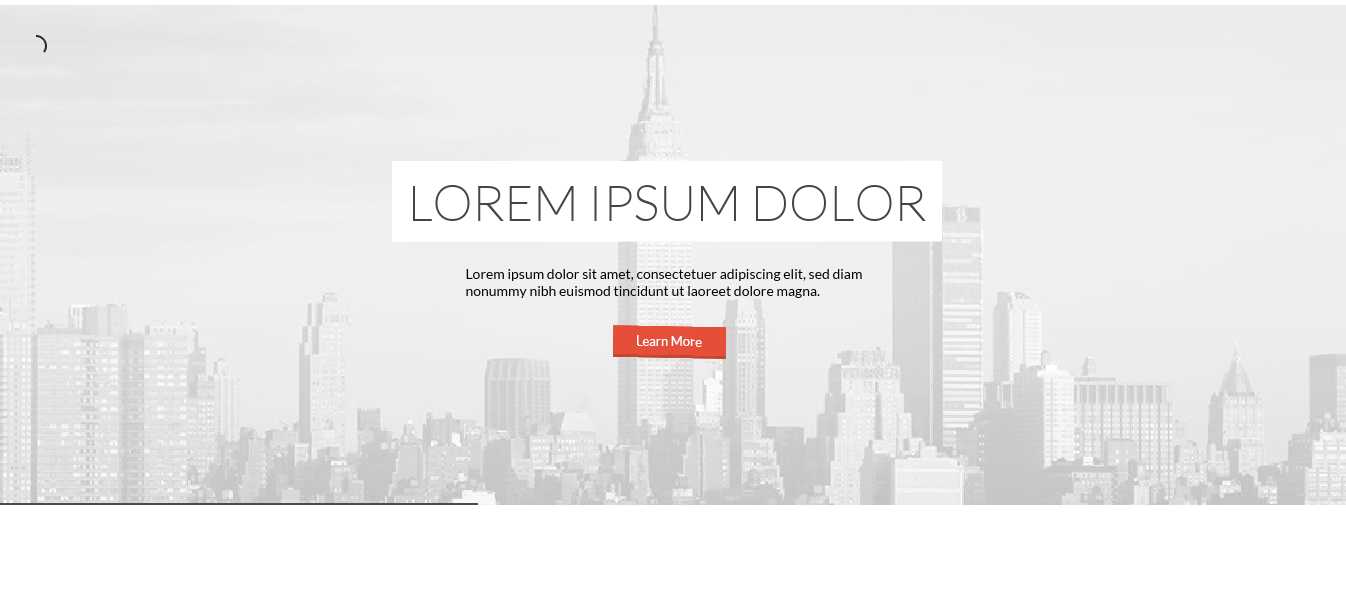 LOREM IPSUM DOLOR
Lorem ipsum dolor sit amet, consectetuer adipiscing elit, sed diam
nonummy nibh euismod tincidunt ut laoreet dolore magna.
Learn More